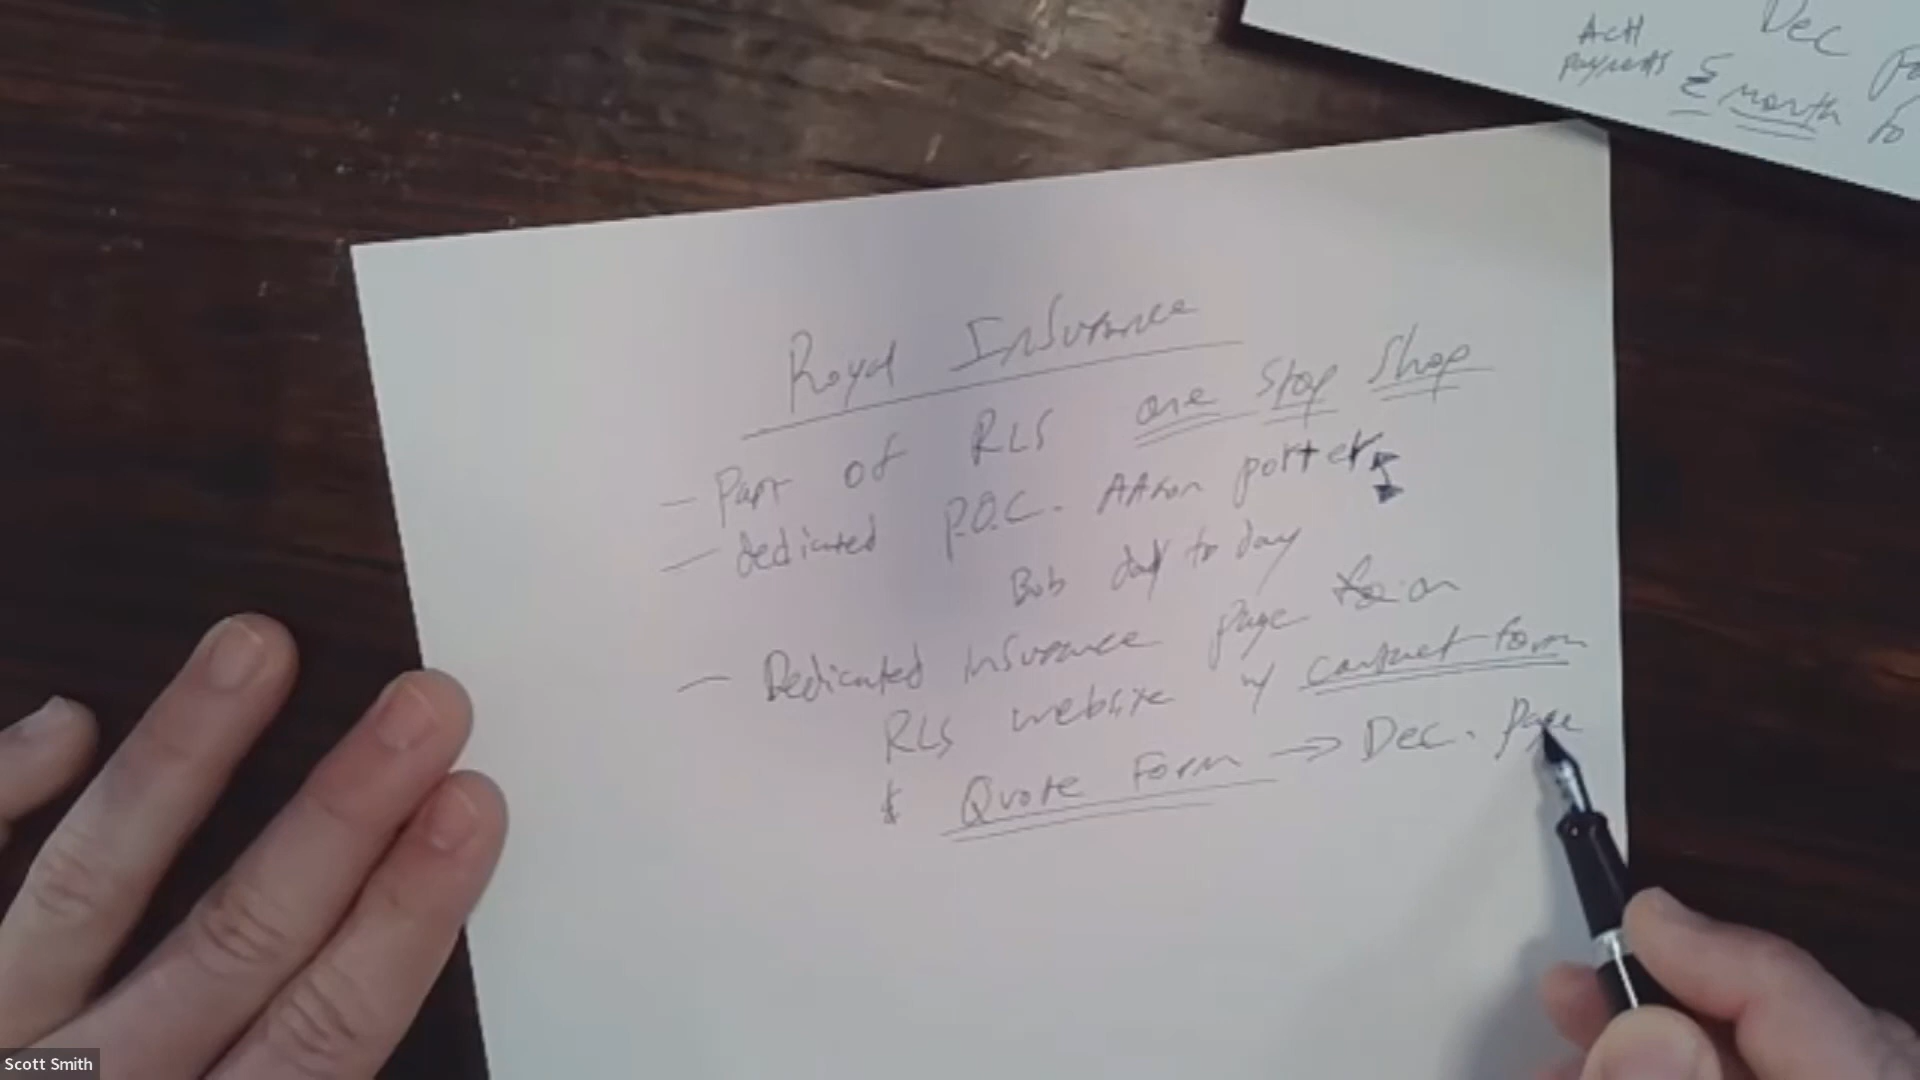 Dec
ACH
payments
& month
Royal Insurance
- Part of RLS one stop shop
- dedicated P.O.C. AAron porter
Bob day to day
- Dedicated insurance page on
RLS website w/ contact form
& Quote Form -> Dec. page
Scott Smith